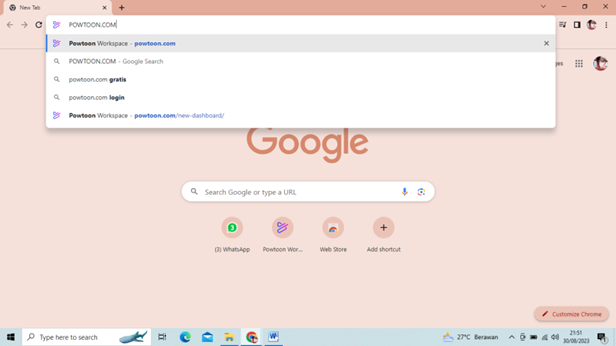 New Tab
POWTOON.COM
Powtoon Workspace - powtoon.com
POWTOON.COM - Google Search
powtoon.com gratis
powtoon.com login
Powtoon Workspace - powtoon.com/new-dashboard/
Google
Search Google or type a URL
(3) WhatsApp
Powtoon Wor...
Web Store
Add shortcut
Customize Chrome
Type here to search
27°C Berawan
21:51
30/08/2023